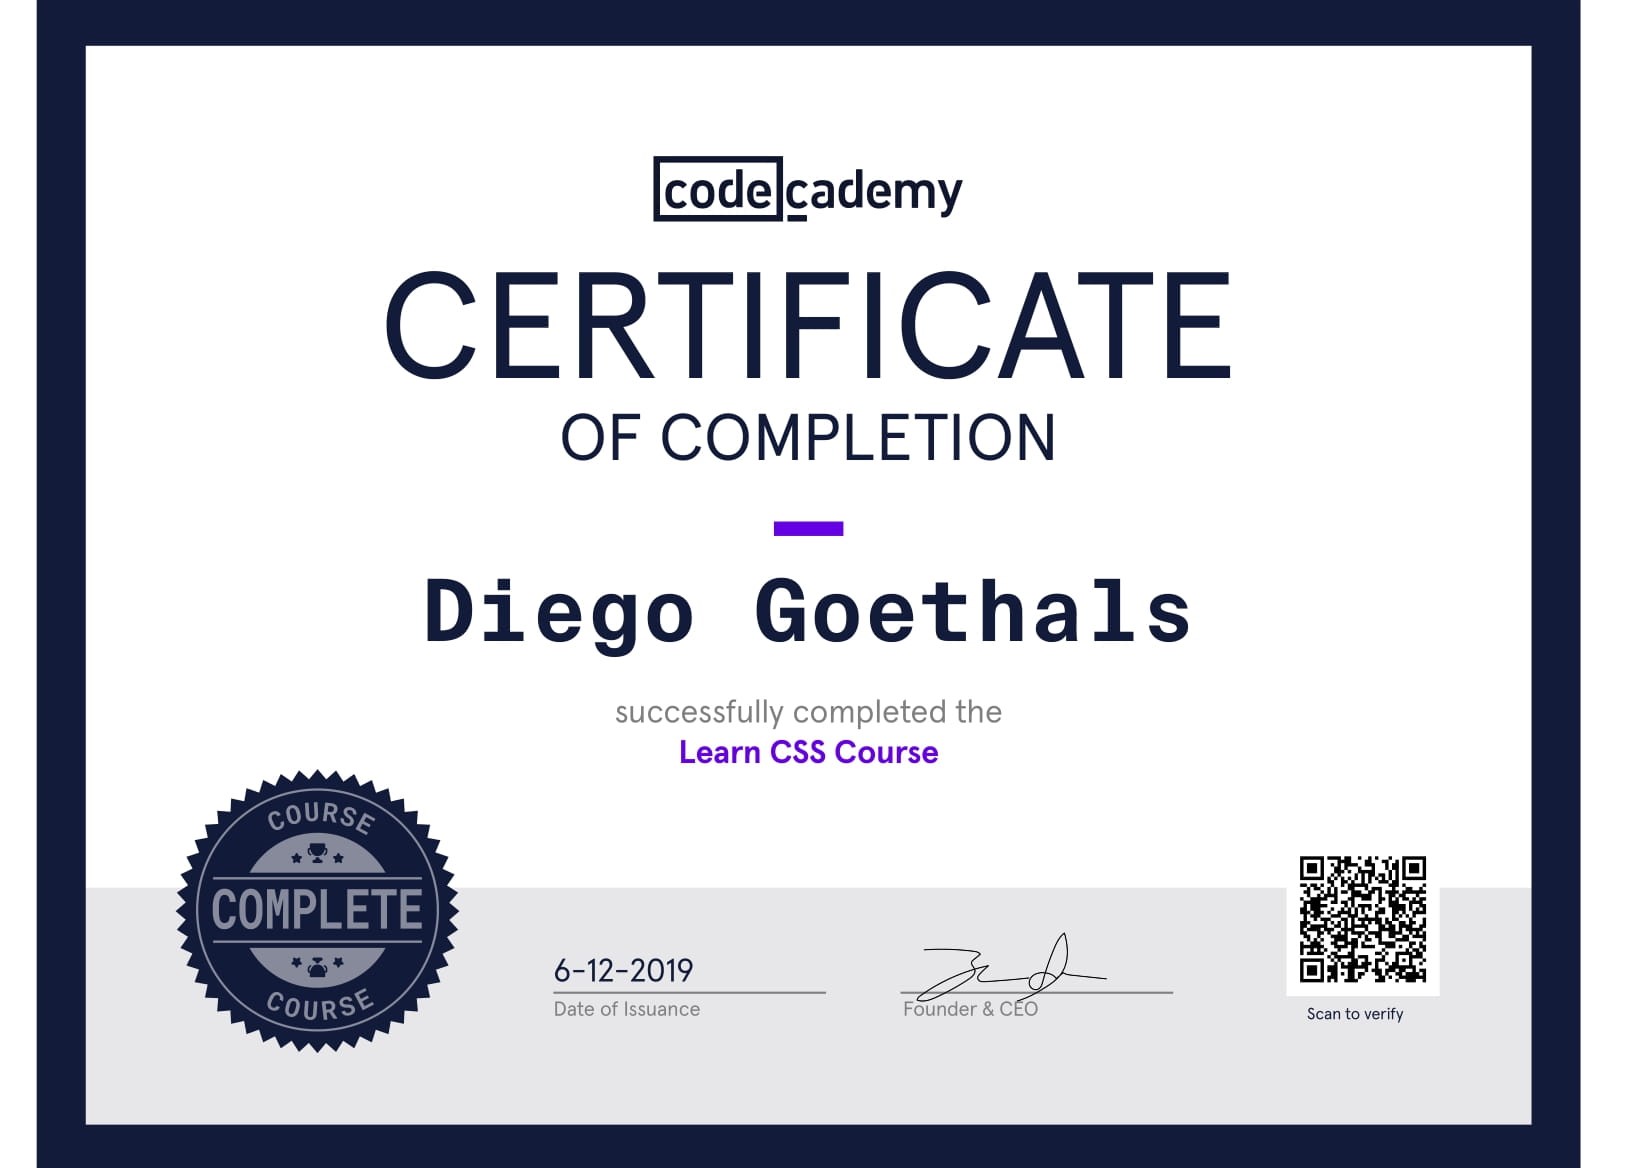 codecademy
CERTIFICATE
OF COMPLETION
Diego Goethals
successfully completed the
Learn CSS Course
COURSE
COMPLETE
COURSE
6-12-2019
Date of Issuance
Founder & CEO
Scan to verify